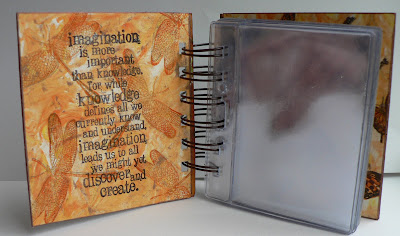 imagination
is more
important
than knowledge,
for while
knowledge
defines all we
currently know
and understand,
imagination
leads us to all
we might yet
discover and
create.